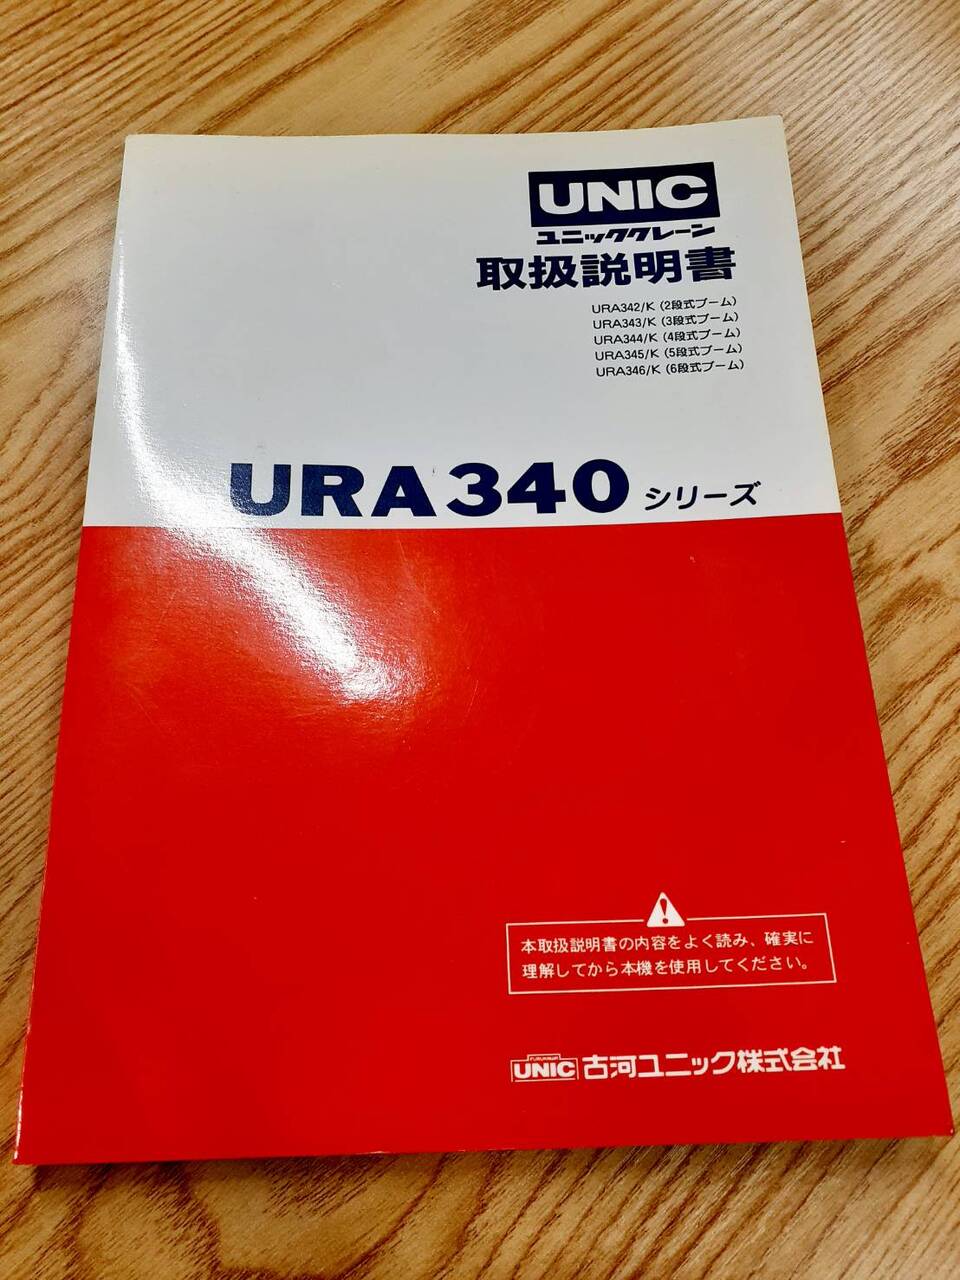 UNIC
ユニッククレーン
取扱説明書
URA342/K (2段式ブーム)
URA343/K (3段式ブーム)
URA344/K (4段式ブーム)
URA345/K (5段式ブーム)
URA346/K (6段式ブーム)
URA340 シリーズ
本取扱説明書の内容をよく読み、確実に
理解してから本機を使用してください。
FURUKAWA
UNIC 古河ユニック株式会社